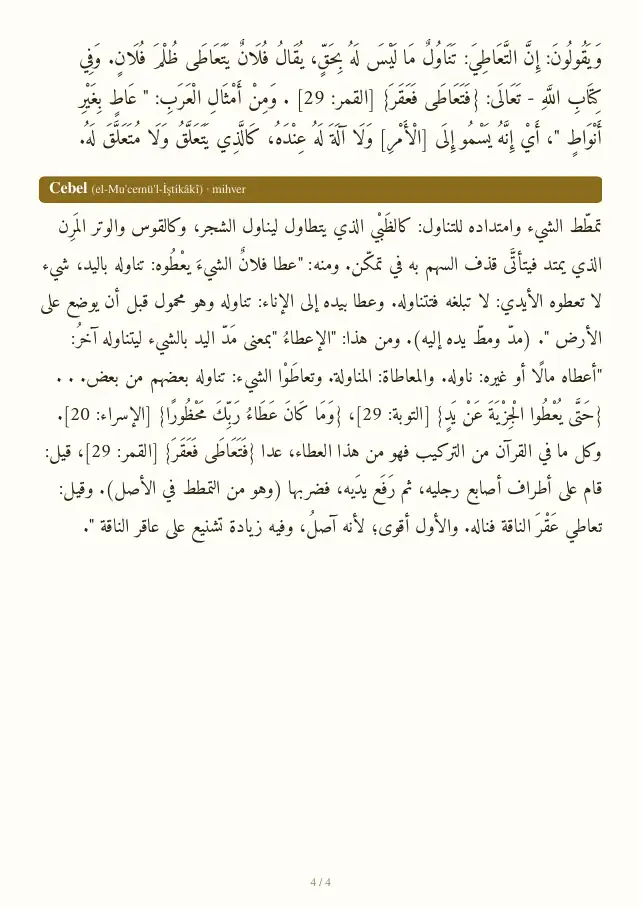 وَيَقُولُونَ: إِنَّ التَّعَاطِيَ: تَنَاوُلُ مَا لَيْسَ لَهُ بِحَقٍّ، يُقَالُ فُلَانٌ يَتَعَاطَى ظُلْمَ فُلَانٍ. وَفِي
كِتَابِ اللَّهِ - تَعَالَى: {فَتَعَاطَى فَعَقَرَ} [القمر: 29] . وَمِنْ أَمْثَالِ الْعَرَبِ: " عَاطٍ بِغَيْرِ
أَنْوَاطٍ "، أَيْ إِنَّهُ يَسْمُو إِلَى [الْأَمْرِ] وَلَا آلَةَ لَهُ عِنْدَهُ، كَالَّذِي يَتَعَلَّقُ وَلَا مُتَعَلَّقَ لَهُ.
Cebel (el-Mu'cemü'l-İştikâkî) · mihver
تمطّط الشيء وامتداده للتناول: كالظَبْي الذي يتطاول ليناول الشجر، وكالقوس والوتر المَرِن
الذي يمتد فيتأتَّى قذف السهم به في تمكّن. ومنه: "عطا فلانٌ الشيءَ يعْطُوه: تناوله باليد، شيء
لا تعطوه الأيدي: لا تبلغه فتتناوله. وعطا بيده إلى الإناء: تناوله وهو محمول قبل أن يوضع على
الأرض ". (مدّ ومطّ يده إليه). ومن هذا: "الإعطاءُ "بمعنى مَدّ اليد بالشيء ليتناوله آخرُ:
"أعطاه مالًا أو غيره: ناوله. والمعاطاة: المناولة. وتعاطَوْا الشيء: تناوله بعضهم من بعض. . .
{حَتَّى يُعْطُوا الْجِزْيَةَ عَنْ يَدٍ} [التوبة: 29]، {وَمَا كَانَ عَطَاءُ رَبِّكَ مَحْظُورًا} [الإسراء: 20].
وكل ما في القرآن من التركيب فهو من هذا العطاء، عدا {فَتَعَاطَى فَعَقَرَ} [القمر: 29]، قيل:
قام على أطراف أصابع رجليه، ثم رَفَع يدَيه، فضربها (وهو من التمطط في الأصل). وقيل:
تعاطي عَقْرَ الناقة فناله. والأول أقوى؛ لأنه آصلُ، وفيه زيادة تشنيع على عاقر الناقة ".
4 / 4